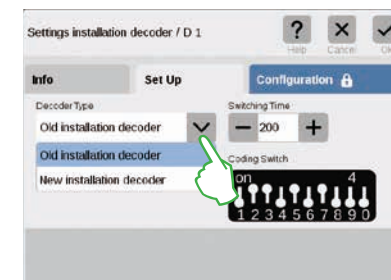 Settings installation decoder / D 1
Help Cancel OK
Info Set Up Configuration
Decoder Type Switching Time
Old installation decoder 200
Old installation decoder Coding Switch
New installation decoder
on 4
1 2 3 4 5 6 7 8 9 0